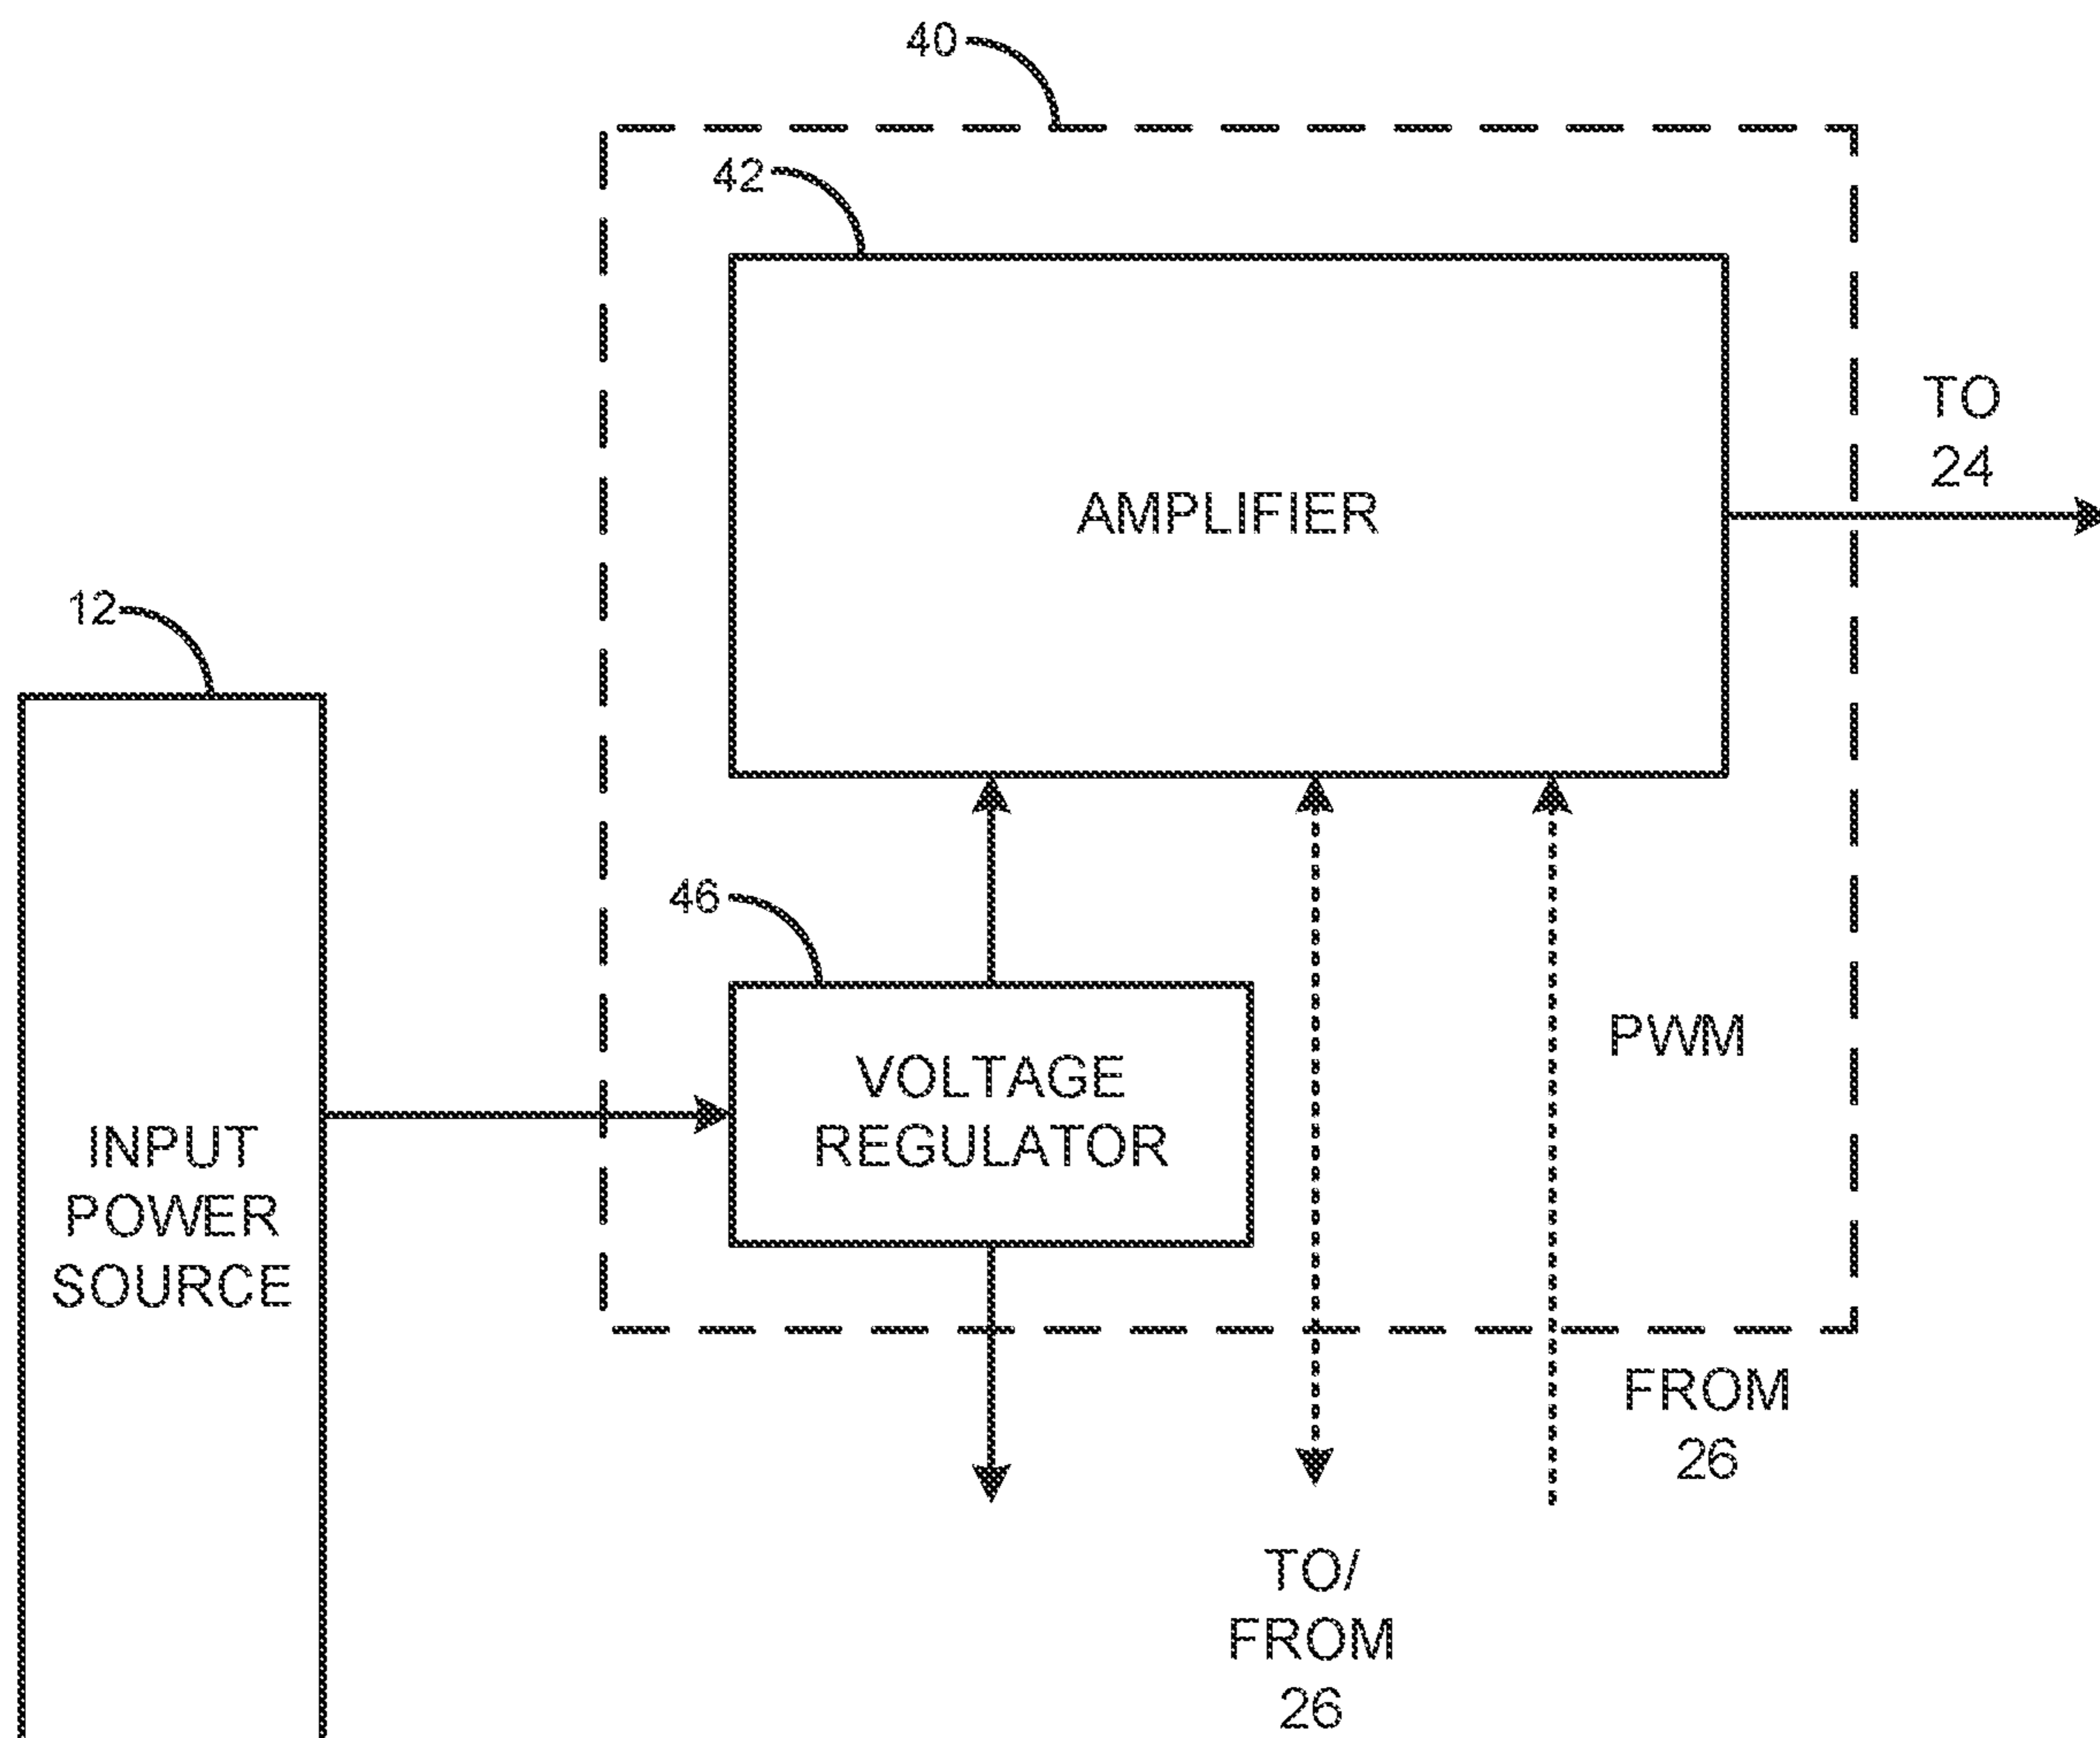 40
42
AMPLIFIER
TO
24
12
46
VOLTAGE
REGULATOR
PWM
INPUT
POWER
SOURCE
FROM
26
TO/
FROM
26